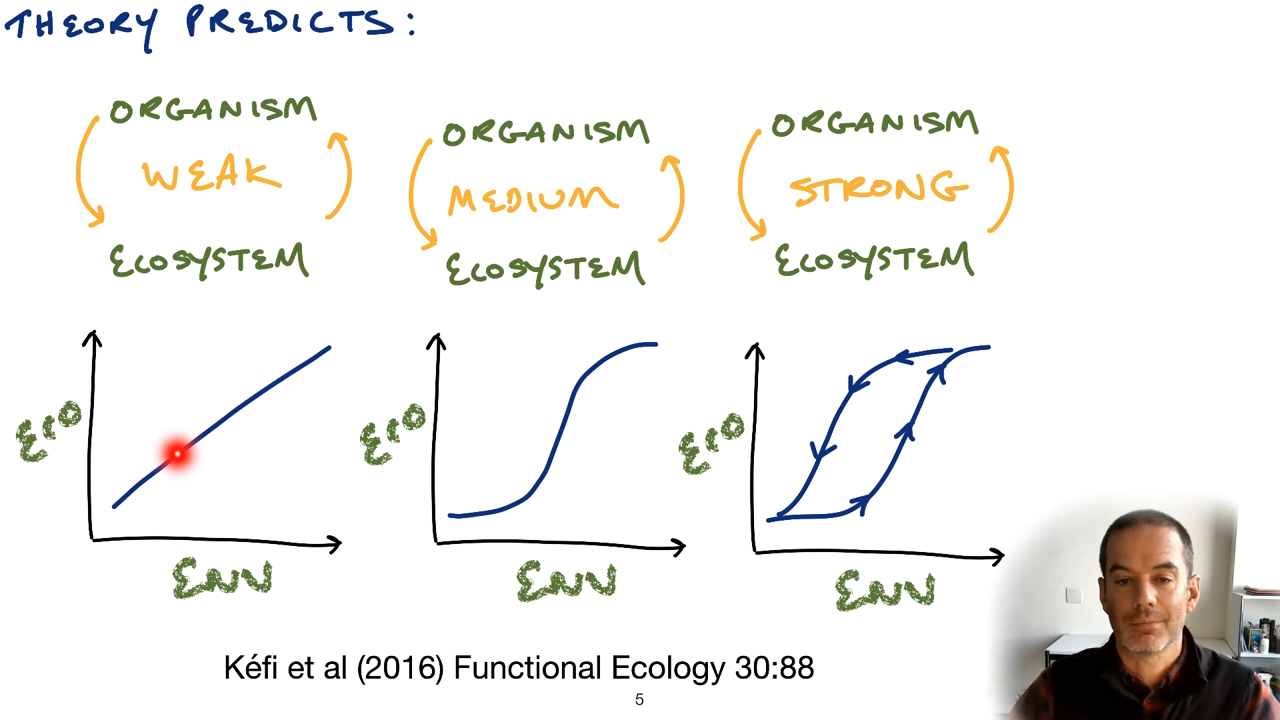 THEORY PREDICTS:
ORGANISM
WEAK
ECOSYSTEM
ORGANISM
MEDIUM
ECOSYSTEM
ORGANISM
STRONG
ECOSYSTEM
ECO
ENV
ECO
ENV
ECO
ENV
Kéfi et al (2016) Functional Ecology 30:88
5